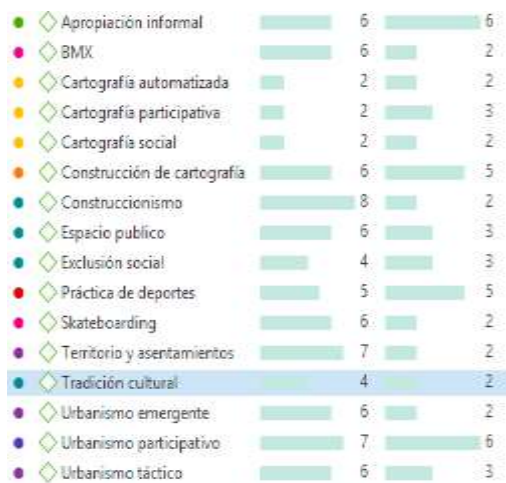 Apropiación informal 6 6
BMX 6 2
Cartografía automatizada 2 2
Cartografía participativa 2 3
Cartografía social 2 2
Construcción de cartografía 6 5
Construccionismo 8 2
Espacio publico 6 3
Exclusión social 4 3
Práctica de deportes 5 5
Skateboarding 6 2
Territorio y asentamientos 7 2
Tradición cultural 4 2
Urbanismo emergente 6 2
Urbanismo participativo 7 6
Urbanismo táctico 6 3